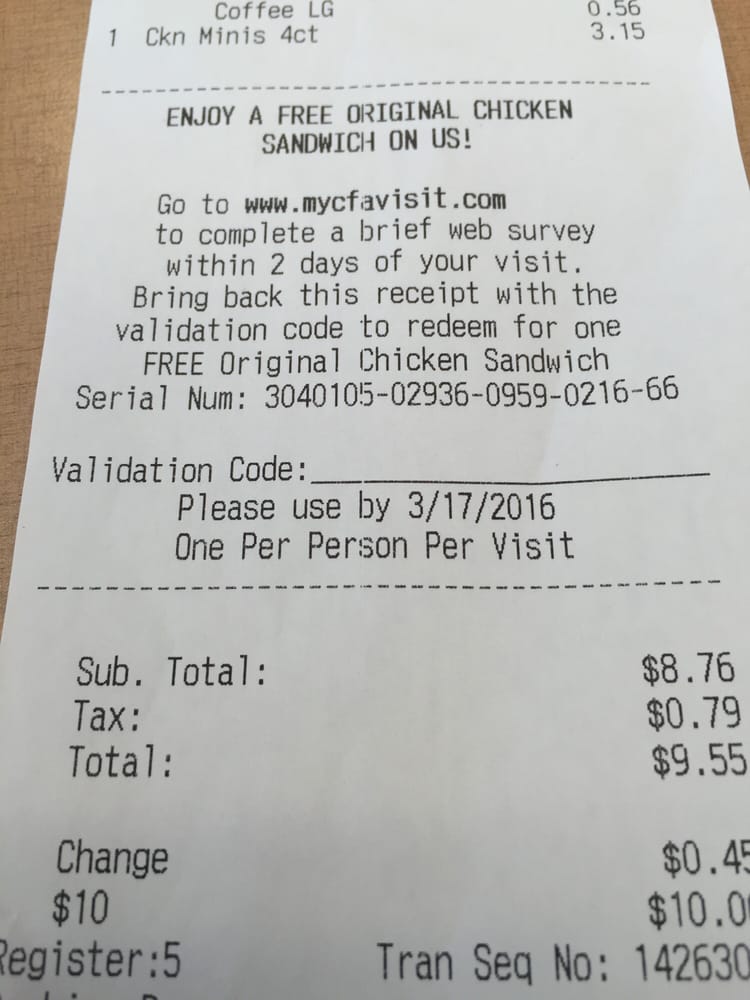 Coffee LG 0.56
1 Ckn Minis 4ct 3.15
ENJOY A FREE ORIGINAL CHICKEN
SANDWICH ON US!
Go to www.mycfavisit.com
to complete a brief web survey
within 2 days of your visit.
Bring back this receipt with the
validation code to redeem for one
FREE Original Chicken Sandwich
Serial Num: 3040105-02936-0959-0216-66
Validation Code:
Please use by 3/17/2016
One Per Person Per Visit
Sub. Total: $8.76
Tax: $0.79
Total: $9.55
Change $0.45
$10 $10.00
Register:5 Tran Seq No: 142630